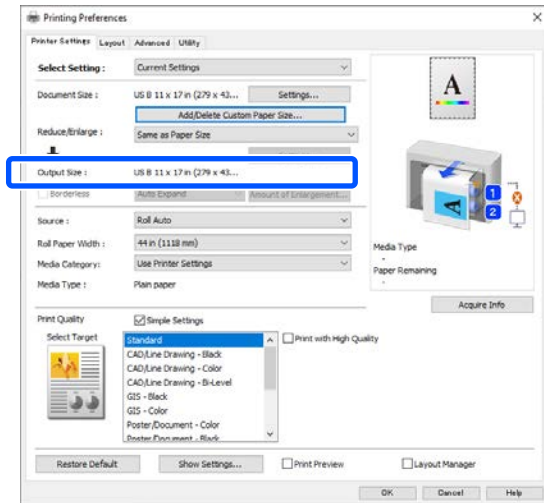 Printing Preferences
Printer Settings Layout Advanced Utility
Select Setting : Current Settings
Document Size : US B 11 x 17 in (279 x 43... Settings...
Add/Delete Custom Paper Size...
Reduce/Enlarge : Same as Paper Size
Output Size : US B 11 x 17 in (279 x 43...
Borderless Auto Expand Amount of Enlargement...
Source : Roll Auto
Roll Paper Width : 44 in (1118 mm)
Media Category: Use Printer Settings
Media Type : Plain paper
A
A
1
2
Media Type
-
Paper Remaining
-
Acquire Info
Print Quality Simple Settings
Select Target
Standard
CAD/Line Drawing - Black
CAD/Line Drawing - Color
CAD/Line Drawing - Bi-Level
GIS - Black
GIS - Color
Poster/Document - Color
Poster/Document - Black
Print with High Quality
Restore Default Show Settings... Print Preview Layout Manager
OK Cancel Help